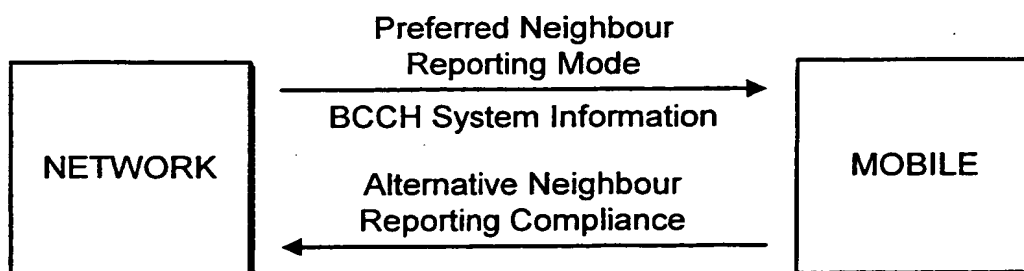 Preferred Neighbour
Reporting Mode
BCCH System Information
NETWORK
MOBILE
Alternative Neighbour
Reporting Compliance